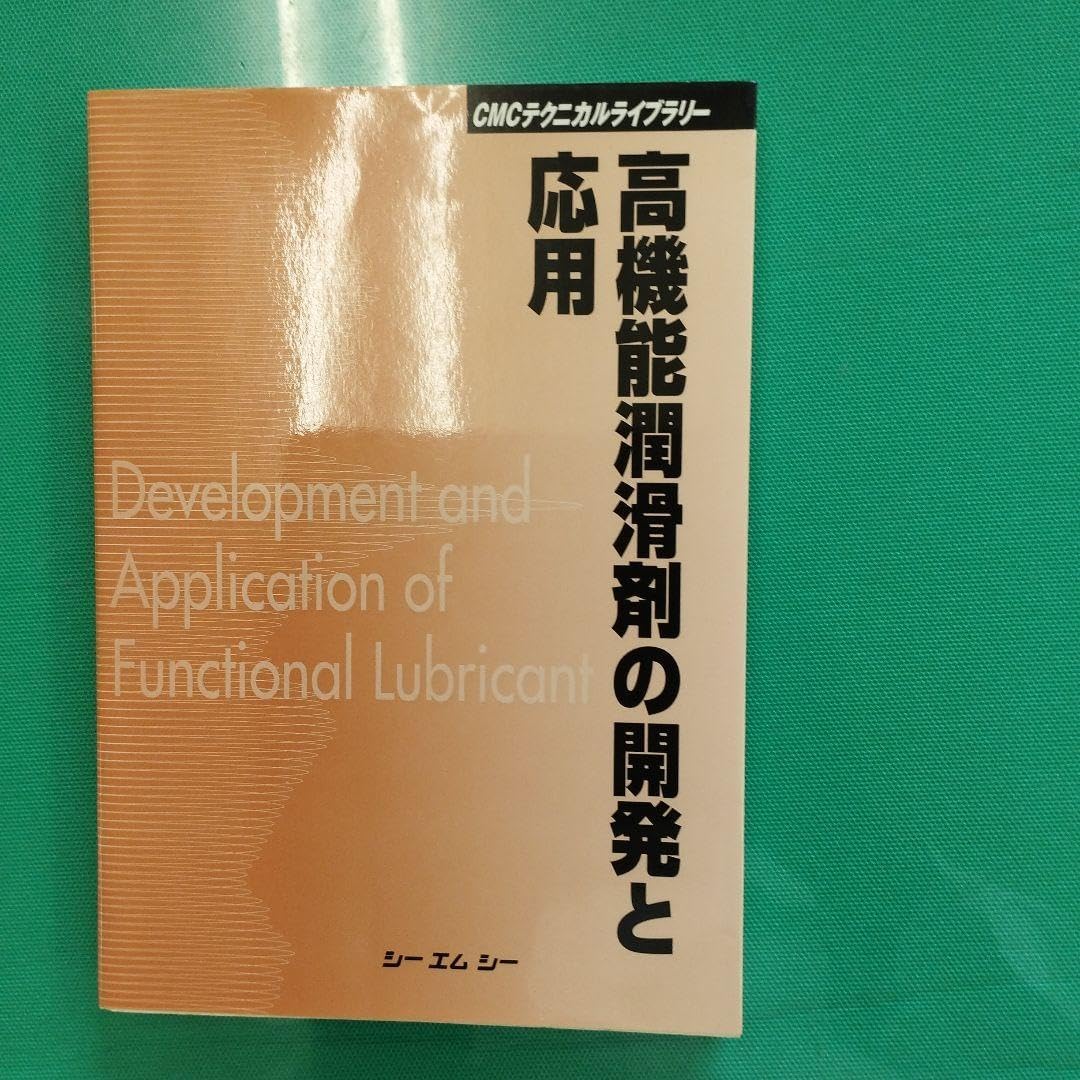 CMCテクニカルライブラリー
高機能潤滑剤の開発と
応用
Development and
Application of
Functional Lubricant
シーエムシー